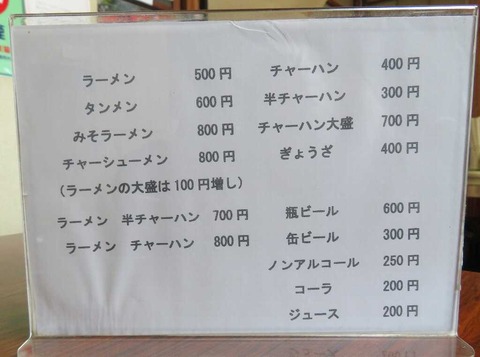 ラーメン 500円
タンメン 600円
みそラーメン 800円
チャーシューメン 800円
（ラーメンの大盛は100円増し）
ラーメン 半チャーハン 700円
ラーメン チャーハン 800円
チャーハン 400円
半チャーハン 300円
チャーハン大盛 700円
ぎょうざ 400円
瓶ビール 600円
缶ビール 300円
ノンアルコール 250円
コーラ 200円
ジュース 200円